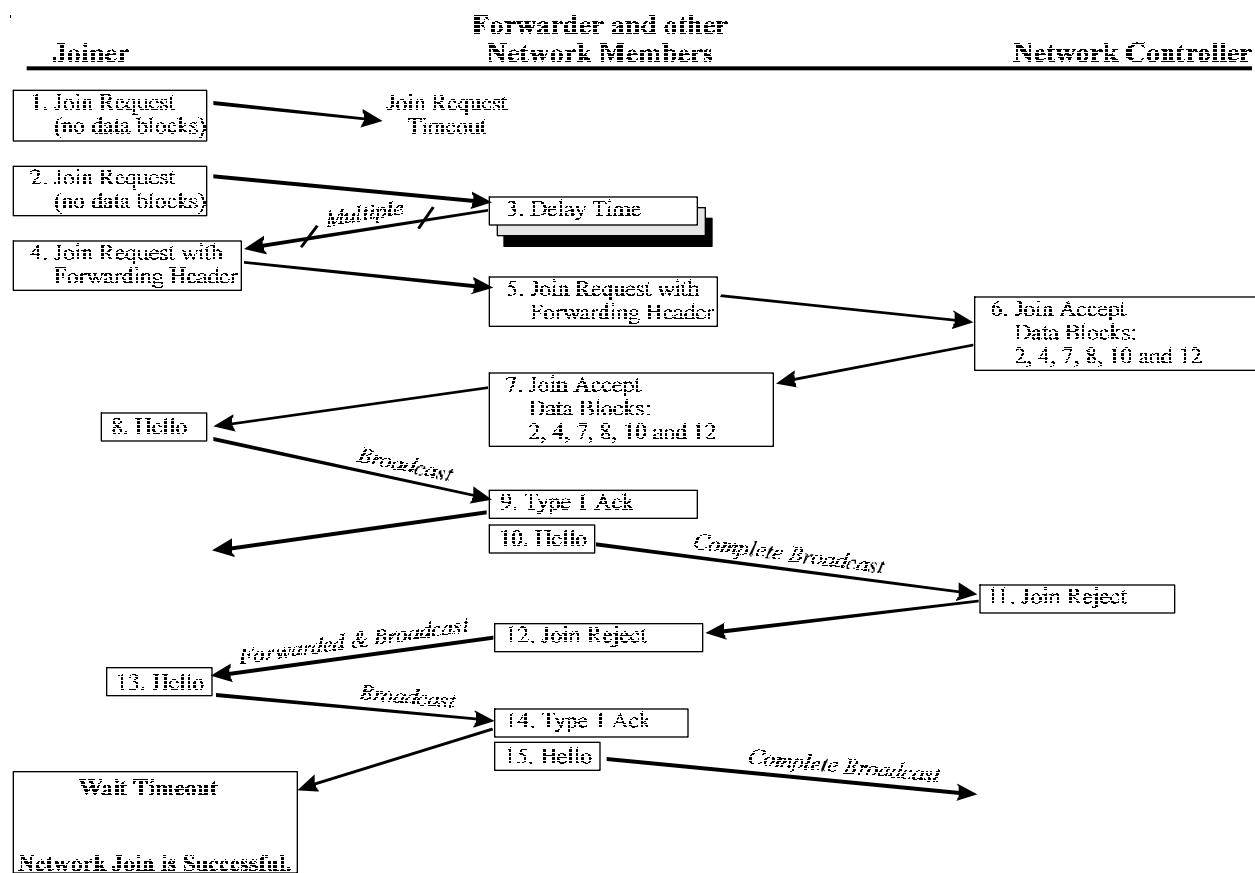 Forwarder and other
Joiner
Network Members
Network Controller
1. Join Request
(no data blocks)
Join Request
Timeout
2. Join Request
(no data blocks)
Multiple
3. Delay Time
4. Join Request with
Forwarding Header
5. Join Request with
Forwarding Header
6. Join Accept
Data Blocks:
2, 4, 7, 8, 10 and 12
7. Join Accept
Data Blocks:
2, 4, 7, 8, 10 and 12
8. Hello
Broadcast
9. Type 1 Ack
10. Hello
Complete Broadcast
11. Join Reject
12. Join Reject
Forwarded & Broadcast
13. Hello
Broadcast
14. Type 1 Ack
15. Hello
Complete Broadcast
Wait Timeout
Network Join is Successful.